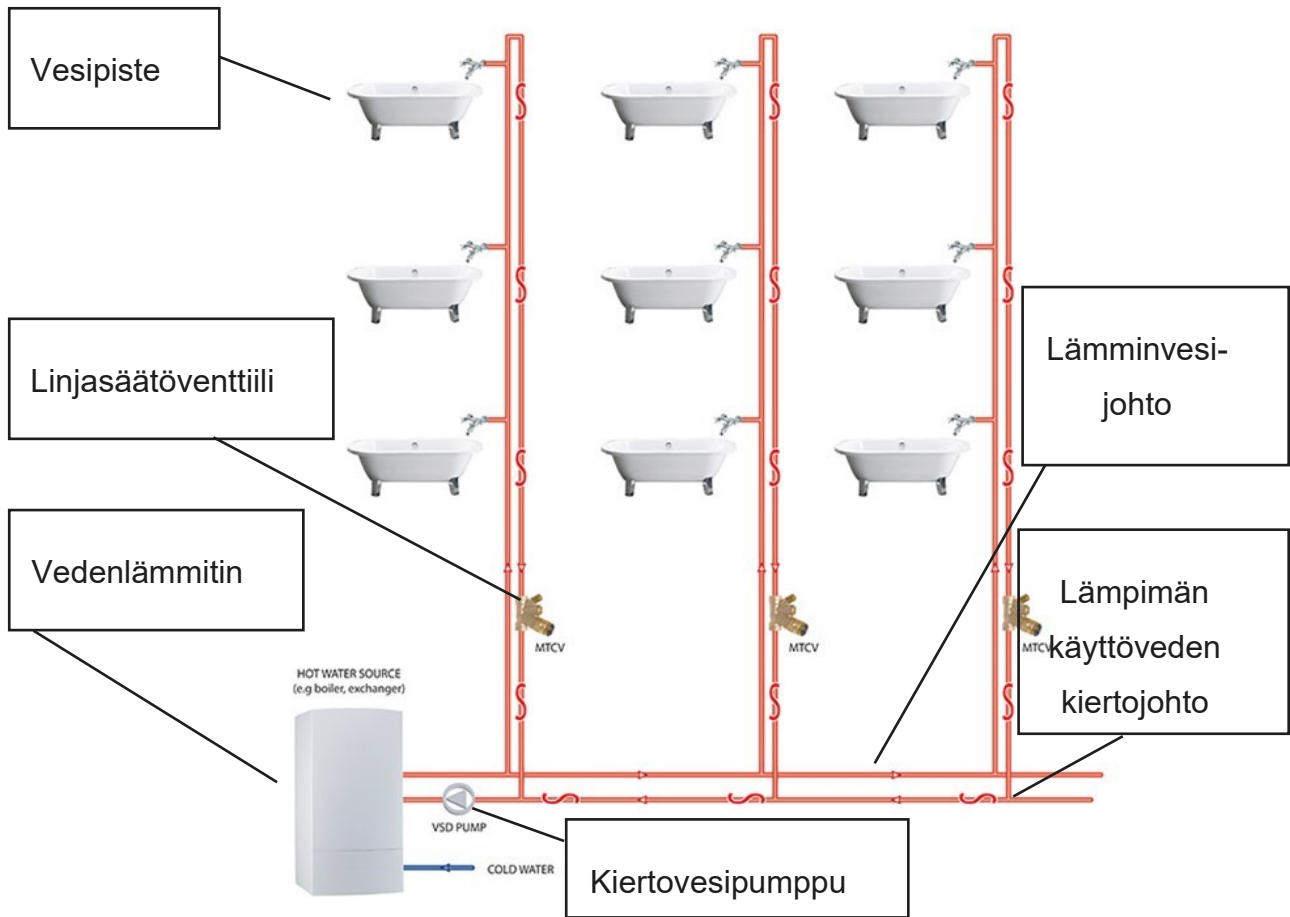 Vesipiste
Linjasäätöventtiili
Lämminvesi-
johto
Vedenlämmitin
Lämpimän
käyttöveden
kiertojohto
MTCV
MTCV
MTCV
HOT WATER SOURCE
(e.g boiler, exchanger)
VSD PUMP
COLD WATER
Kiertovesipumppu